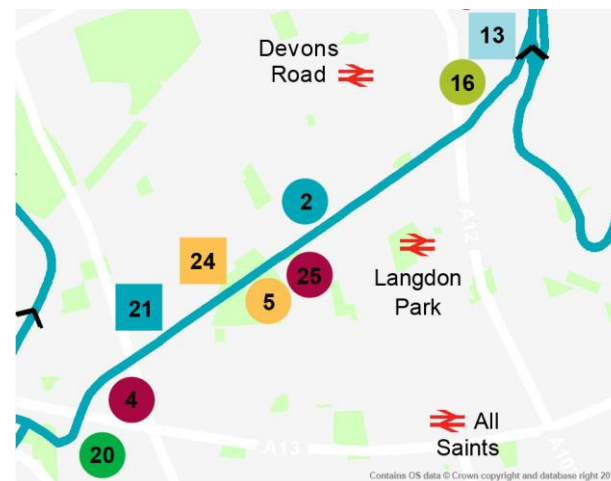 13
Devons
Road
16
2
A12
24
25
Langdon
Park
5
21
4
All
Saints
20
A13
Contains OS data © Crown copyright and database right 20